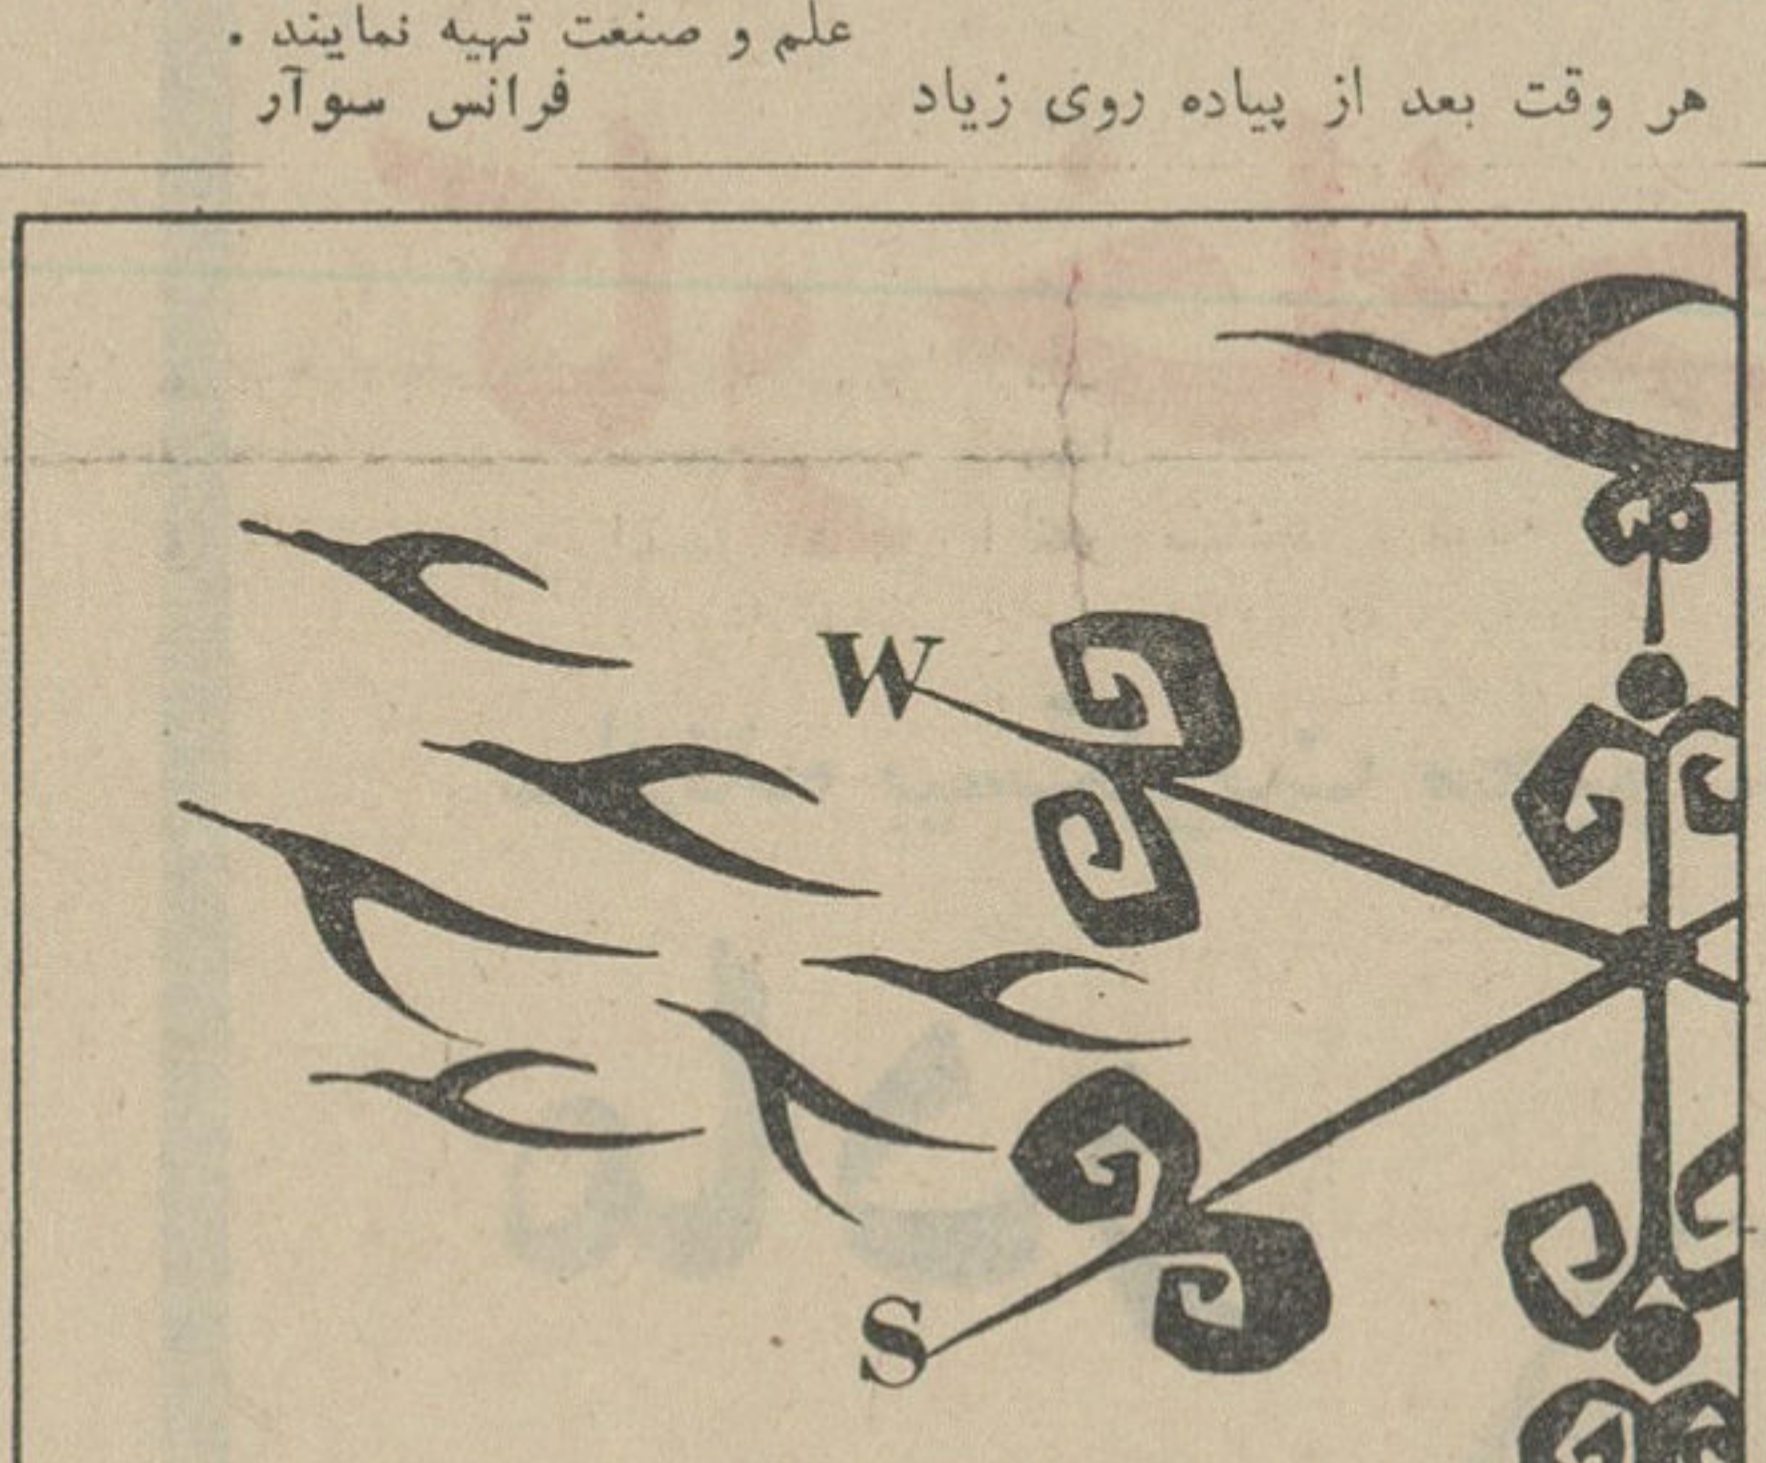 هر وقت بعد از پیاده روی زیاد
علم و صنعت تهیه نمایند .
فرانس سوآر
W
S